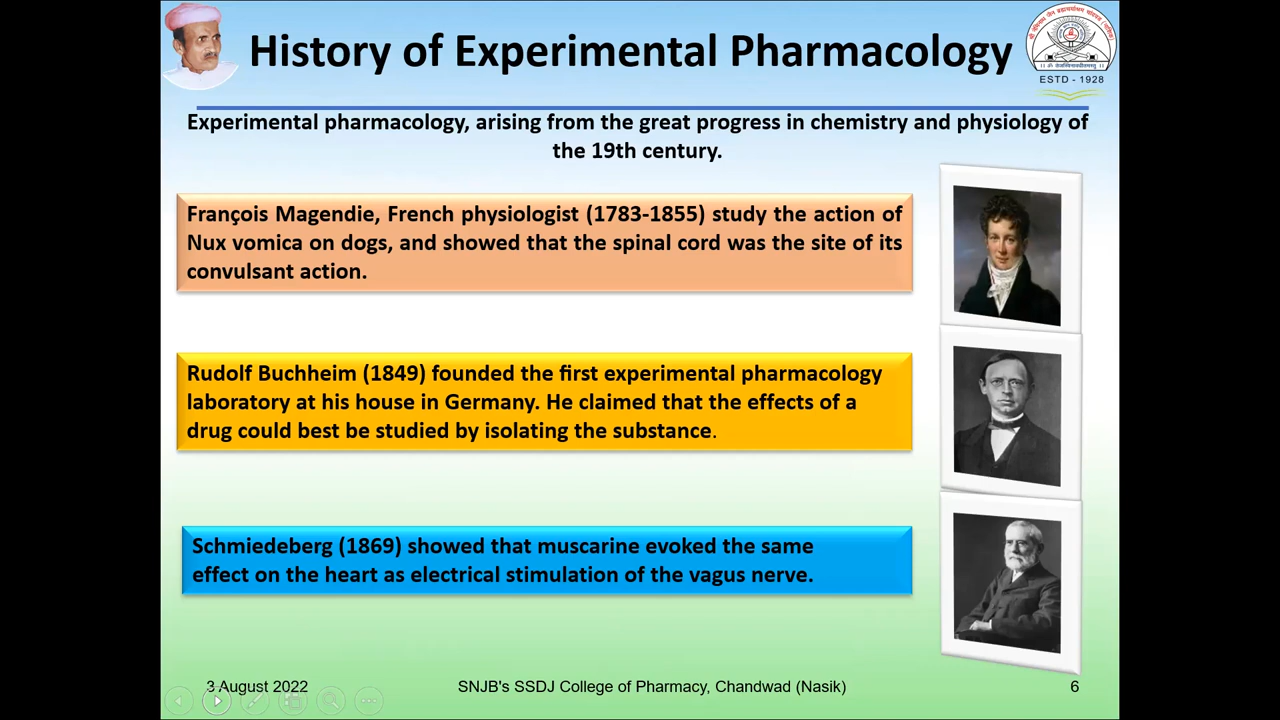 History of Experimental Pharmacology
ESTD - 1928
Experimental pharmacology, arising from the great progress in chemistry and physiology of
the 19th century.
François Magendie, French physiologist (1783-1855) study the action of
Nux vomica on dogs, and showed that the spinal cord was the site of its
convulsant action.
Rudolf Buchheim (1849) founded the first experimental pharmacology
laboratory at his house in Germany. He claimed that the effects of a
drug could best be studied by isolating the substance.
Schmiedeberg (1869) showed that muscarine evoked the same
effect on the heart as electrical stimulation of the vagus nerve.
3 August 2022
SNJB's SSDJ College of Pharmacy, Chandwad (Nasik)
6